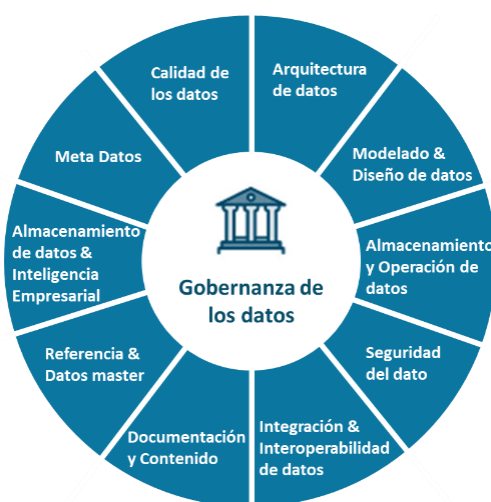 Calidad de
los datos
Arquitectura
de datos
Modelado &
Diseño de datos
Almacenamiento
y Operación de
datos
Seguridad
del dato
Integración &
Interoperabilidad
de datos
Documentación
y Contenido
Referencia &
Datos master
Almacenamiento
de datos &
Inteligencia
Empresarial
Meta Datos
Gobernanza de
los datos